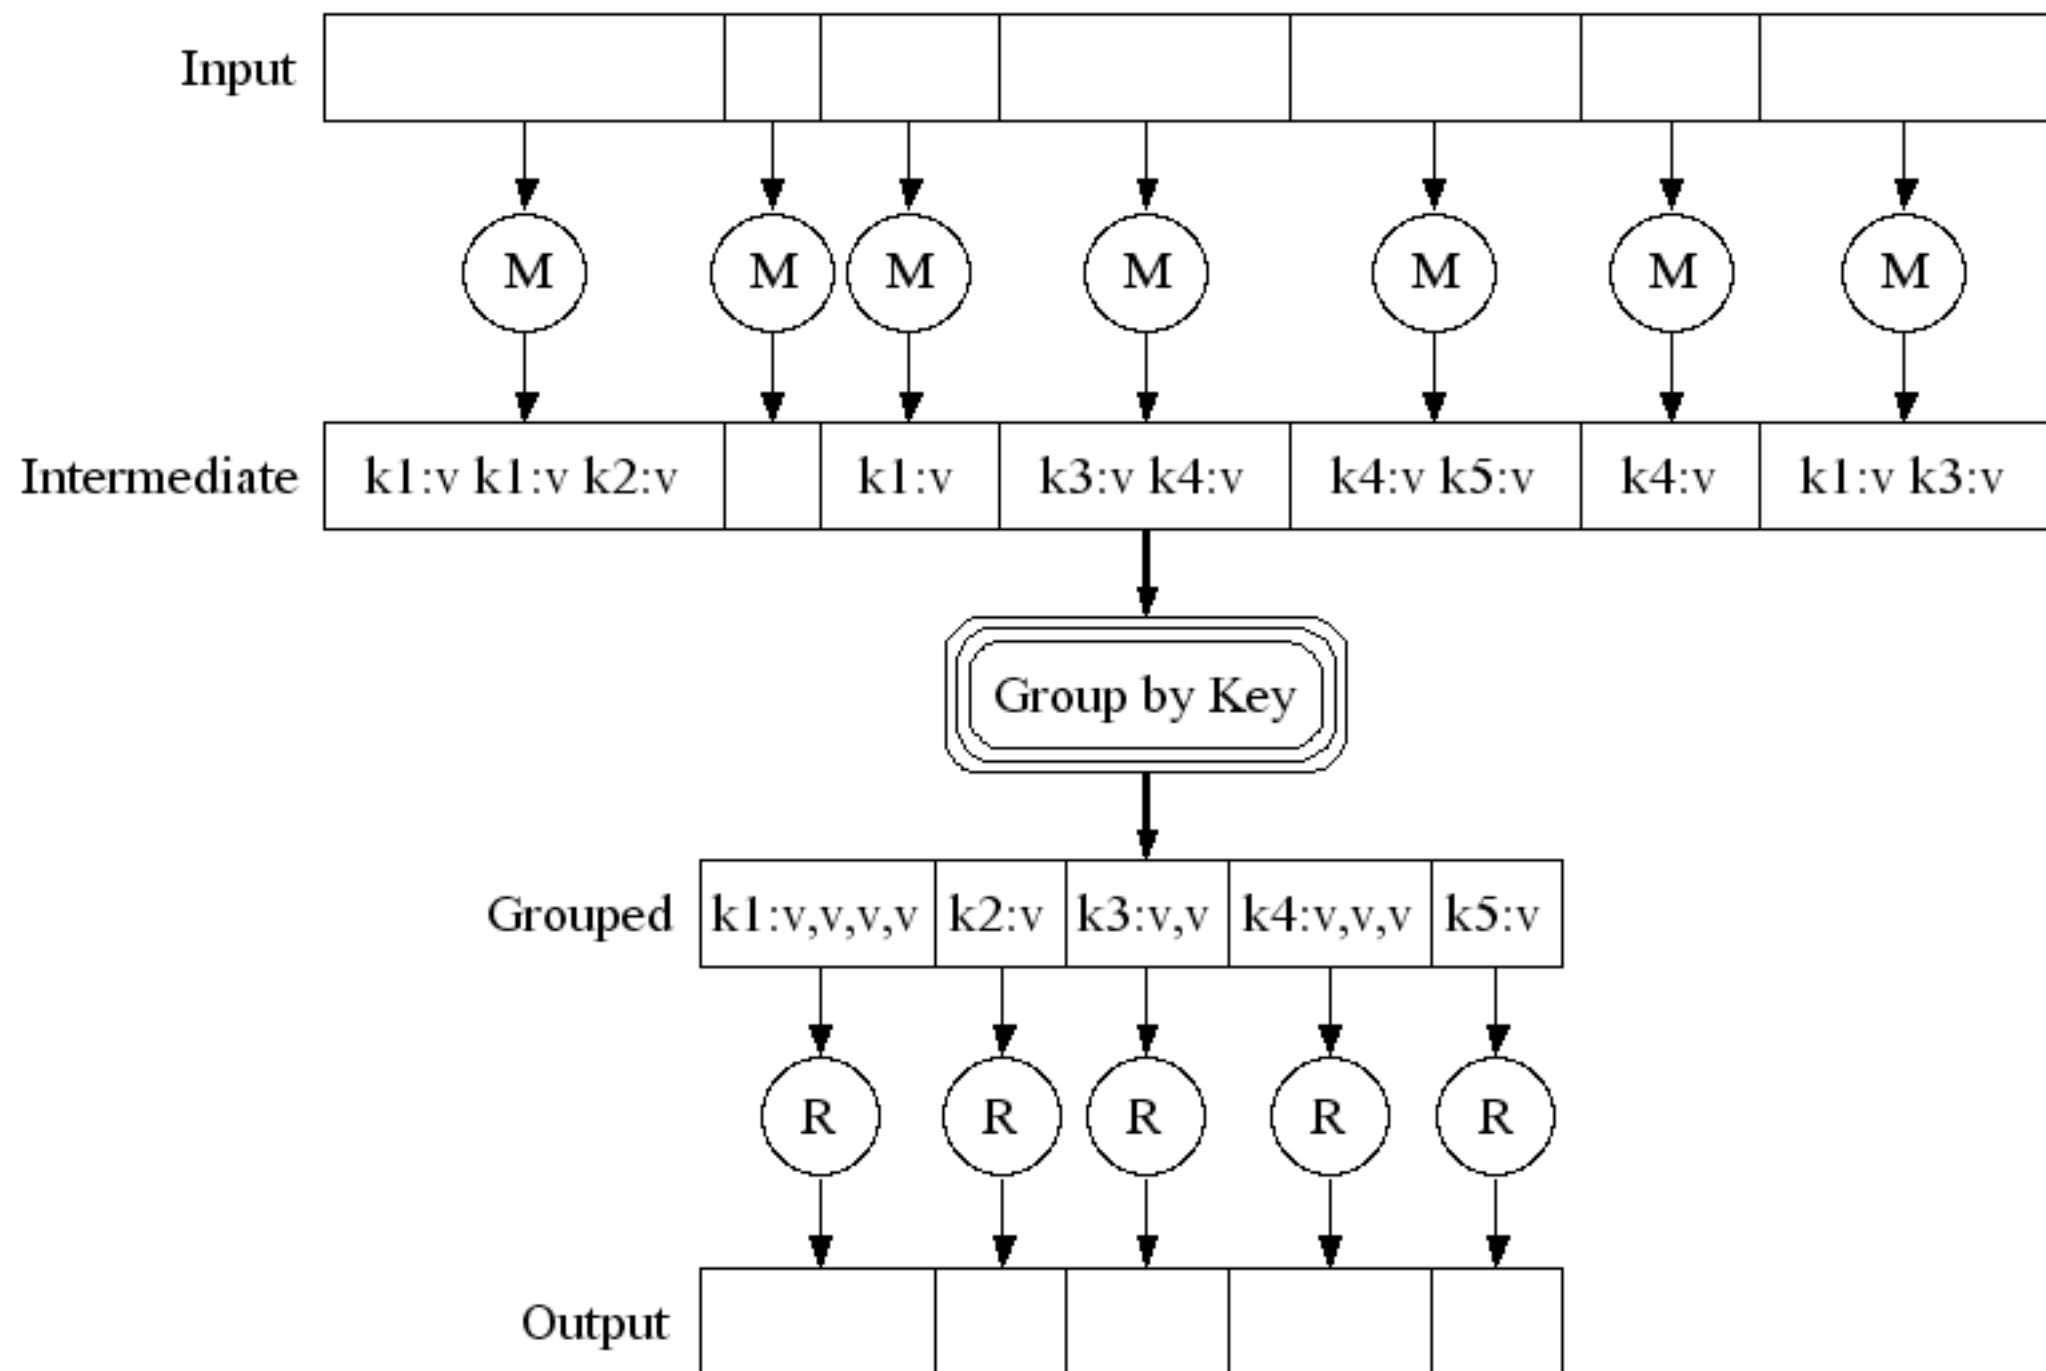 Input
M M M M M M M
Intermediate k1:v k1:v k2:v k1:v k3:v k4:v k4:v k5:v k4:v k1:v k3:v
Group by Key
Grouped k1:v,v,v,v k2:v k3:v,v k4:v,v,v k5:v
R R R R R
Output